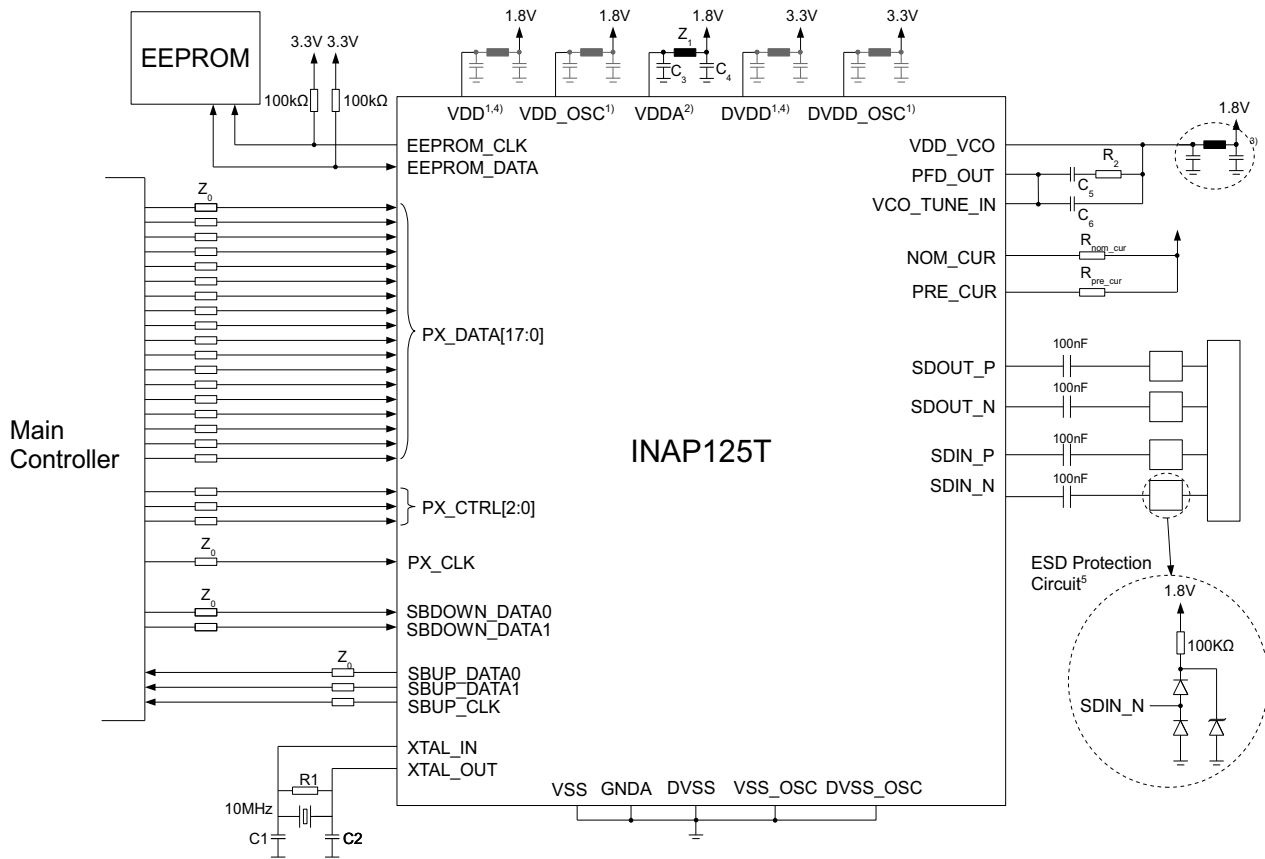 EEPROM
3.3V 3.3V
100kΩ 100kΩ
1.8V
1.8V
Z1
1.8V
C3
C4
3.3V
3.3V
VDD1,4)
VDD_OSC1)
VDDA2)
DVDD1,4)
DVDD_OSC1)
EEPROM_CLK
EEPROM_DATA
VDD_VCO
1.8V
3)
PFD_OUT
C5
R2
VCO_TUNE_IN
C6
NOM_CUR
Rnom_cur
PRE_CUR
Rpre_cur
Main
Controller
Z0
PX_DATA[17:0]
PX_CTRL[2:0]
Z0
PX_CLK
Z0
SBDOWN_DATA0
SBDOWN_DATA1
Z0
SBUP_DATA0
SBUP_DATA1
SBUP_CLK
XTAL_IN
XTAL_OUT
R1
10MHz
C1
C2
INAP125T
SDOUT_P
100nF
SDOUT_N
100nF
SDIN_P
100nF
SDIN_N
100nF
ESD Protection
Circuit5
1.8V
100KΩ
SDIN_N
VSS
GNDA
DVSS
VSS_OSC
DVSS_OSC